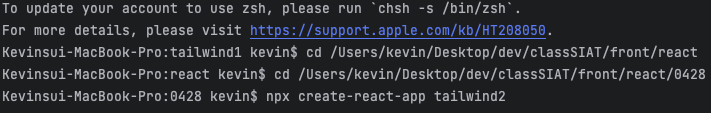 To update your account to use zsh, please run `chsh -s /bin/zsh`.
For more details, please visit https://support.apple.com/kb/HT208050.
Kevinsui-MacBook-Pro:tailwind1 kevin$ cd /Users/kevin/Desktop/dev/classSIAT/front/react
Kevinsui-MacBook-Pro:react kevin$ cd /Users/kevin/Desktop/dev/classSIAT/front/react/0428
Kevinsui-MacBook-Pro:0428 kevin$ npx create-react-app tailwind2